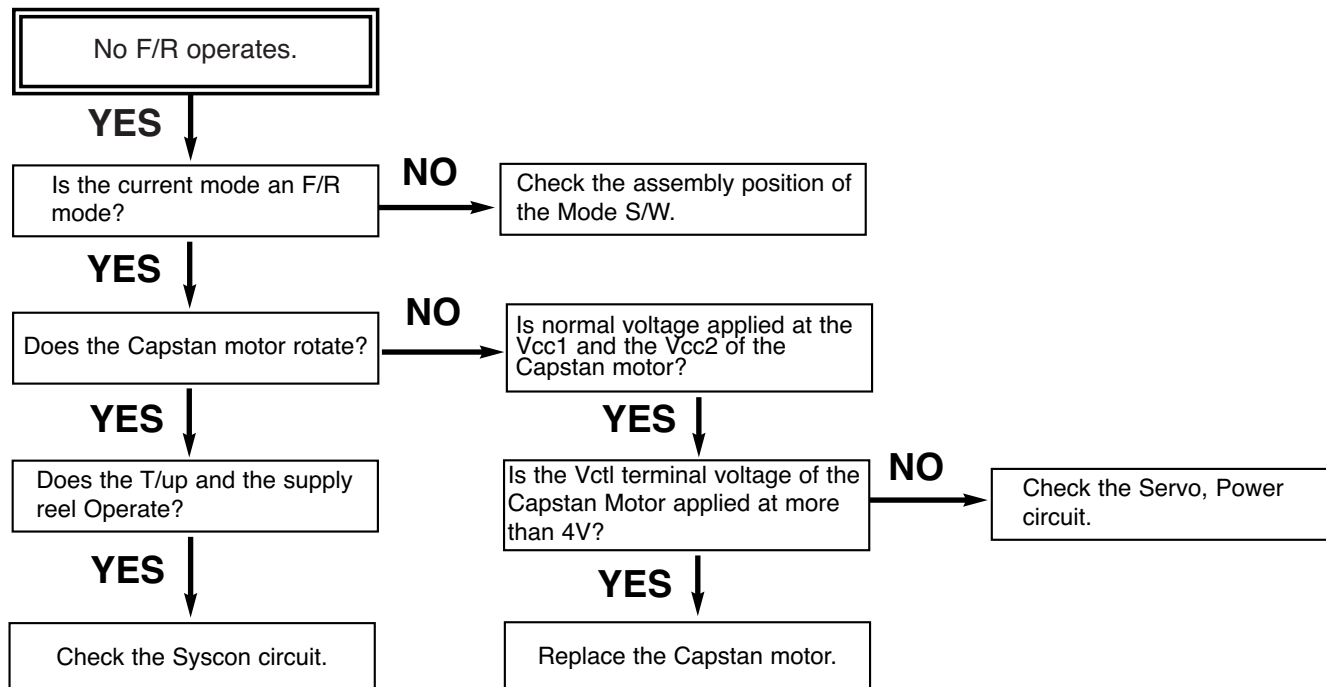 No F/R operates.
YES
Is the current mode an F/R
mode?
NO
Check the assembly position of
the Mode S/W.
YES
Does the Capstan motor rotate?
NO
Is normal voltage applied at the
Vcc1 and the Vcc2 of the
Capstan motor?
YES
YES
Does the T/up and the supply
reel Operate?
Is the Vctl terminal voltage of the
Capstan Motor applied at more
than 4V?
NO
Check the Servo, Power
circuit.
YES
YES
Check the Syscon circuit.
Replace the Capstan motor.